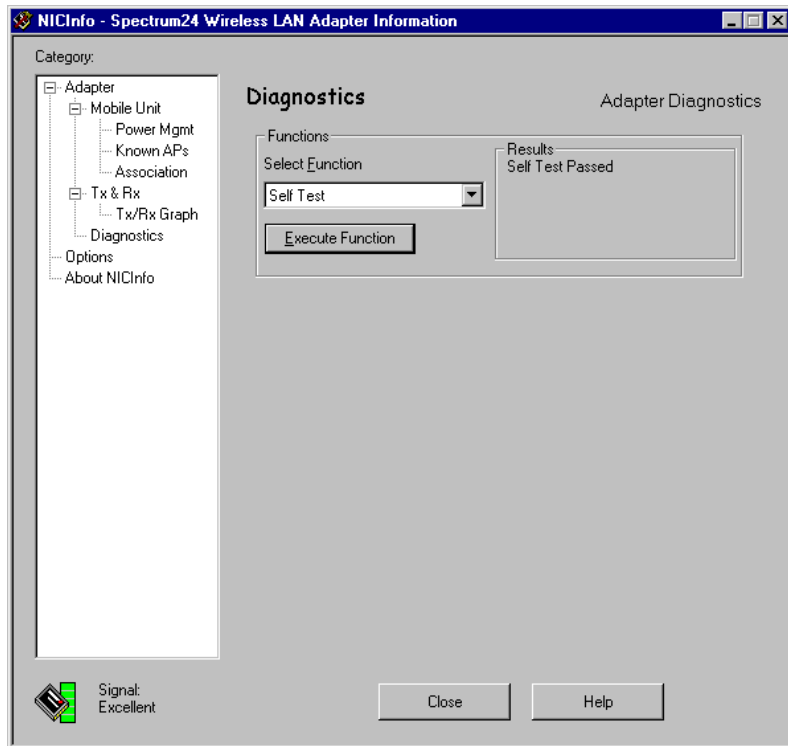 NICInfo - Spectrum24 Wireless LAN Adapter Information
Category:
Adapter
Mobile Unit
Power Mgmt
Known APs
Association
Tx & Rx
Tx/Rx Graph
Diagnostics
Options
About NICInfo
Diagnostics
Adapter Diagnostics
Functions
Select Function
Self Test
Execute Function
Results
Self Test Passed
Signal:
Excellent
Close
Help